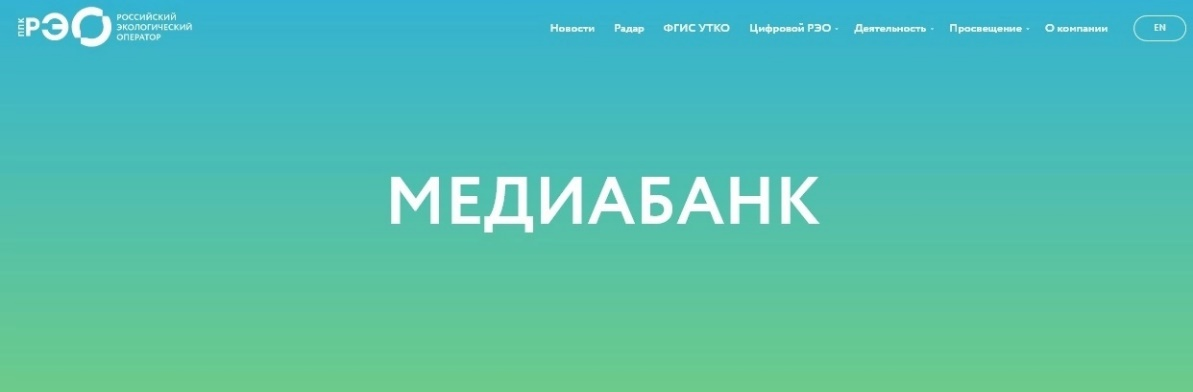 ППК РЭО
РОССИЙСКИЙ
ЭКОЛОГИЧЕСКИЙ
ОПЕРАТОР
Новости Радар ФГИС УТКО Цифровой РЭО Деятельность Просвещение О компании EN
МЕДИАБАНК